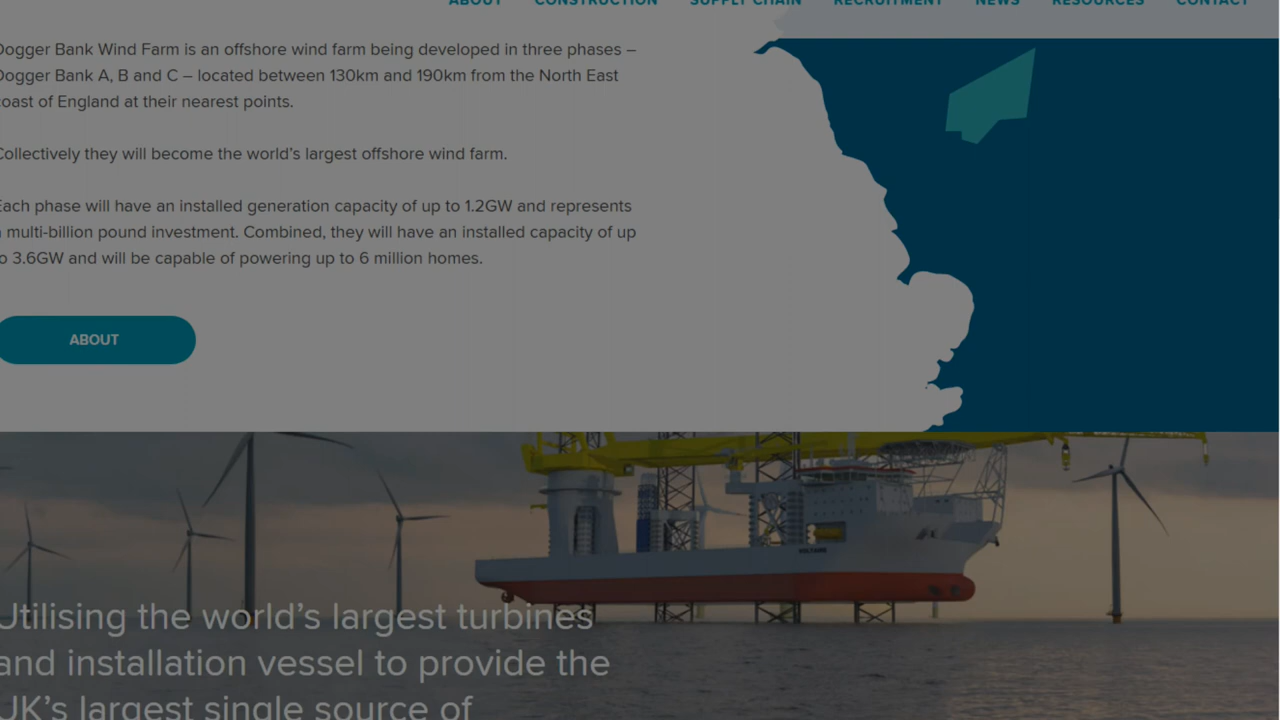 ABOUT CONSTRUCTION SUPPLY CHAIN RECRUITMENT NEWS RESOURCES CONTACT
Dogger Bank Wind Farm is an offshore wind farm being developed in three phases –
Dogger Bank A, B and C – located between 130km and 190km from the North East
coast of England at their nearest points.
Collectively they will become the world's largest offshore wind farm.
Each phase will have an installed generation capacity of up to 1.2GW and represents
a multi-billion pound investment. Combined, they will have an installed capacity of up
to 3.6GW and will be capable of powering up to 6 million homes.
ABOUT
VOLTAIRE
Utilising the world's largest turbines
and installation vessel to provide the
UK's largest single source of